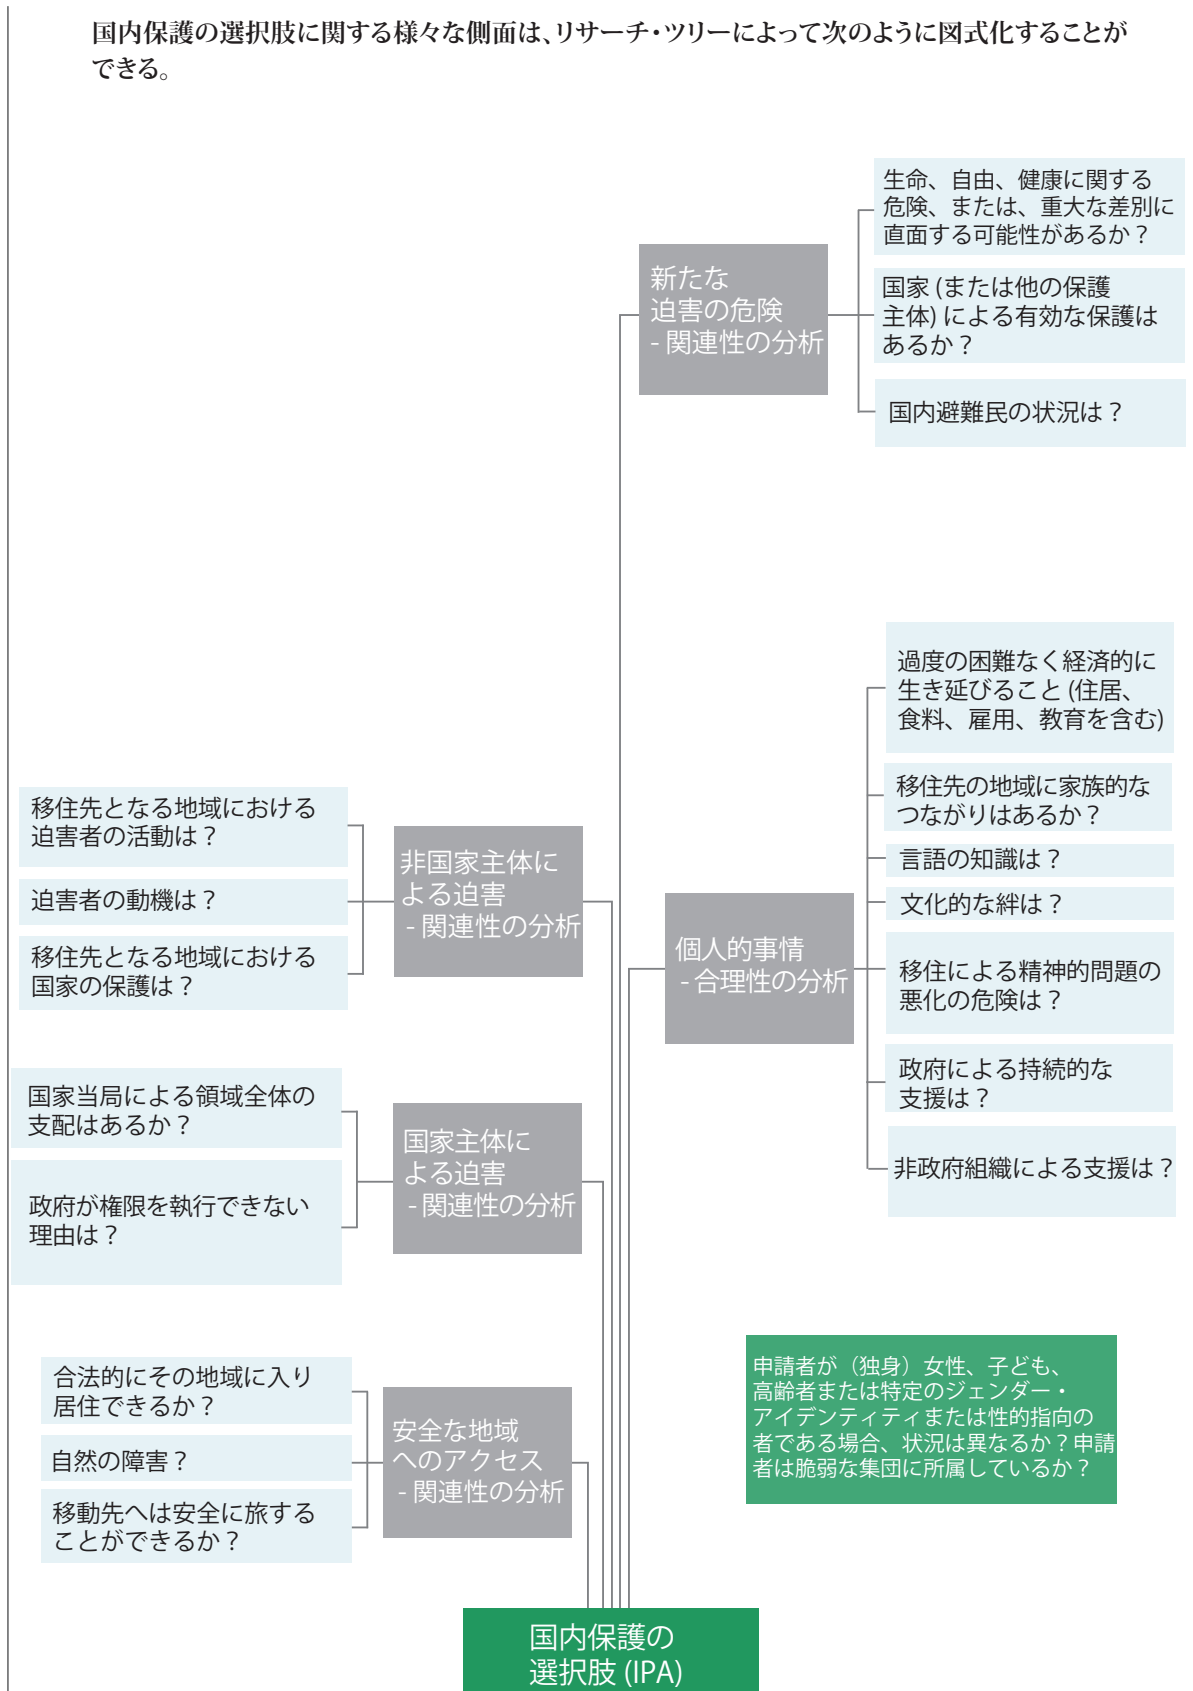 国内保護の選択肢に関する様々な側面は、リサーチ・ツリーによって次のように図式化することが
できる。
生命、自由、健康に関する
危険、または、重大な差別に
直面する可能性があるか？
新たな
迫害の危険
- 関連性の分析
国家 (または他の保護
主体) による有効な保護は
あるか？
国内避難民の状況は？
過度の困難なく経済的に
生き延びること (住居、
食料、雇用、教育を含む)
移住先の地域に家族的な
つながりはあるか？
言語の知識は？
文化的な絆は？
個人的事情
- 合理性の分析
移住による精神的問題の
悪化の危険は？
政府による持続的な
支援は？
非政府組織による支援は？
移住先となる地域における
迫害者の活動は？
迫害者の動機は？
移住先となる地域における
国家の保護は？
非国家主体に
よる迫害
- 関連性の分析
国家当局による領域全体の
支配はあるか？
政府が権限を執行できない
理由は？
国家主体に
よる迫害
- 関連性の分析
合法的にその地域に入り
居住できるか？
自然の障害？
移動先へは安全に旅する
ことができるか？
安全な地域
へのアクセス
- 関連性の分析
申請者が（独身）女性、子ども、
高齢者または特定のジェンダー・
アイデンティティまたは性的指向の
者である場合、状況は異なるか？申請
者は脆弱な集団に所属しているか？
国内保護の
選択肢 (IPA)